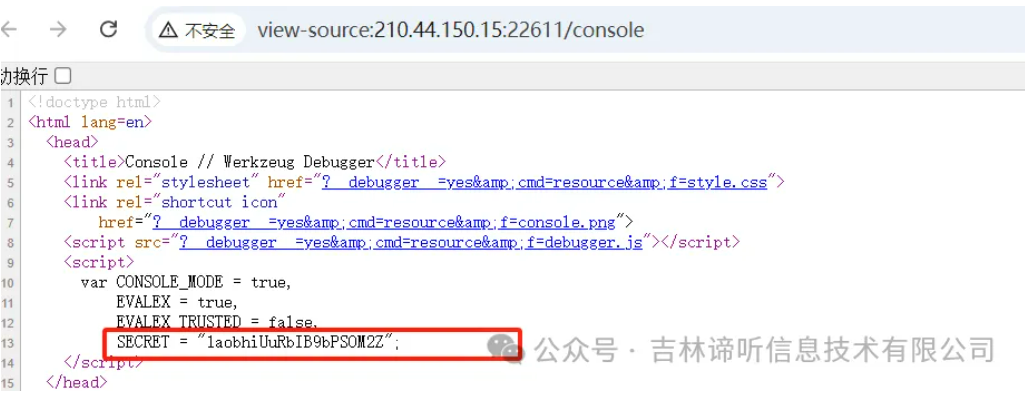 不安全 view-source:210.44.150.15:22611/console
动换行
1 <!doctype html>
2 <html lang=en>
3 <head>
4 <title>Console // Werkzeug Debugger</title>
5 <link rel="stylesheet" href="?__debugger__=yes&amp;cmd=resource&amp;f=style.css">
6 <link rel="shortcut icon"
7 href="?__debugger__=yes&amp;cmd=resource&amp;f=console.png">
8 <script src="?__debugger__=yes&amp;cmd=resource&amp;f=debugger.js"></script>
9 <script>
10 var CONSOLE_MODE = true,
11 EVALEX = true,
12 EVALEX_TRUSTED = false,
13 SECRET = "1aobhiUuRbIB9bPSOM2Z";
公众号 · 吉林谛听信息技术有限公司
14 </script>
15 </head>